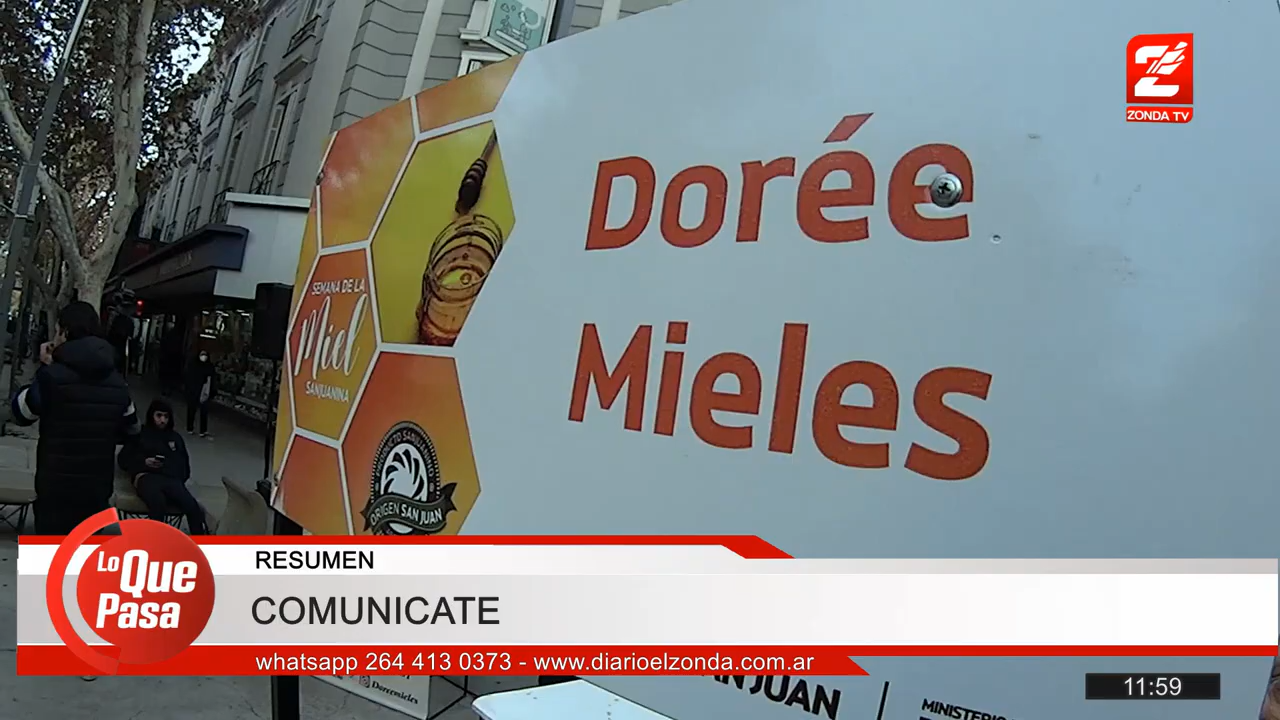 ZONDA TV
Dorée
Mieles
SEMANA DE LA
Miel
SANJUANINA
ORIGEN SAN JUAN
Lo
Que
Pasa
RESUMEN
COMUNICATE
whatsapp 264 413 0373 - www.diarioelzonda.com.ar
11:59
SAN JUAN